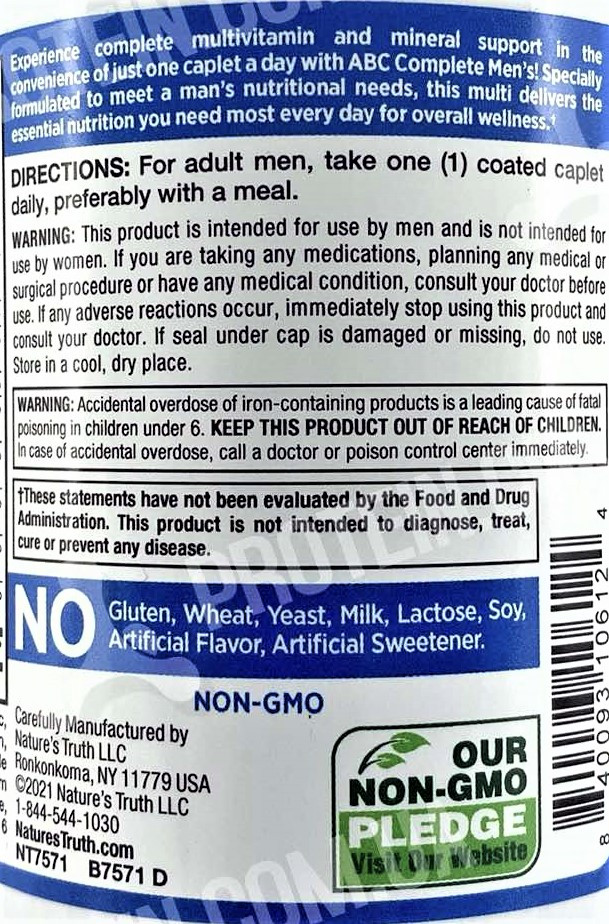 Experience complete multivitamin and mineral support in the
convenience of just one caplet a day with ABC Complete Men's! Specially
formulated to meet a man's nutritional needs, this multi delivers the
essential nutrition you need most every day for overall wellness.†
DIRECTIONS: For adult men, take one (1) coated caplet
daily, preferably with a meal.
WARNING: This product is intended for use by men and is not intended for
use by women. If you are taking any medications, planning any medical or
surgical procedure or have any medical condition, consult your doctor before
use. If any adverse reactions occur, immediately stop using this product and
consult your doctor. If seal under cap is damaged or missing, do not use.
Store in a cool, dry place.
WARNING: Accidental overdose of iron-containing products is a leading cause of fatal
poisoning in children under 6. KEEP THIS PRODUCT OUT OF REACH OF CHILDREN.
In case of accidental overdose, call a doctor or poison control center immediately.
†These statements have not been evaluated by the Food and Drug
Administration. This product is not intended to diagnose, treat,
cure or prevent any disease.
NO
Gluten, Wheat, Yeast, Milk, Lactose, Soy,
Artificial Flavor, Artificial Sweetener.
NON-GMO
Carefully Manufactured by
Nature's Truth LLC
Ronkonkoma, NY 11779 USA
©2021 Nature's Truth LLC
1-844-544-1030
NaturesTruth.com
NT7571 B7571 D
OUR
NON-GMO
PLEDGE
Visit Our Website
8 40093 10612 4